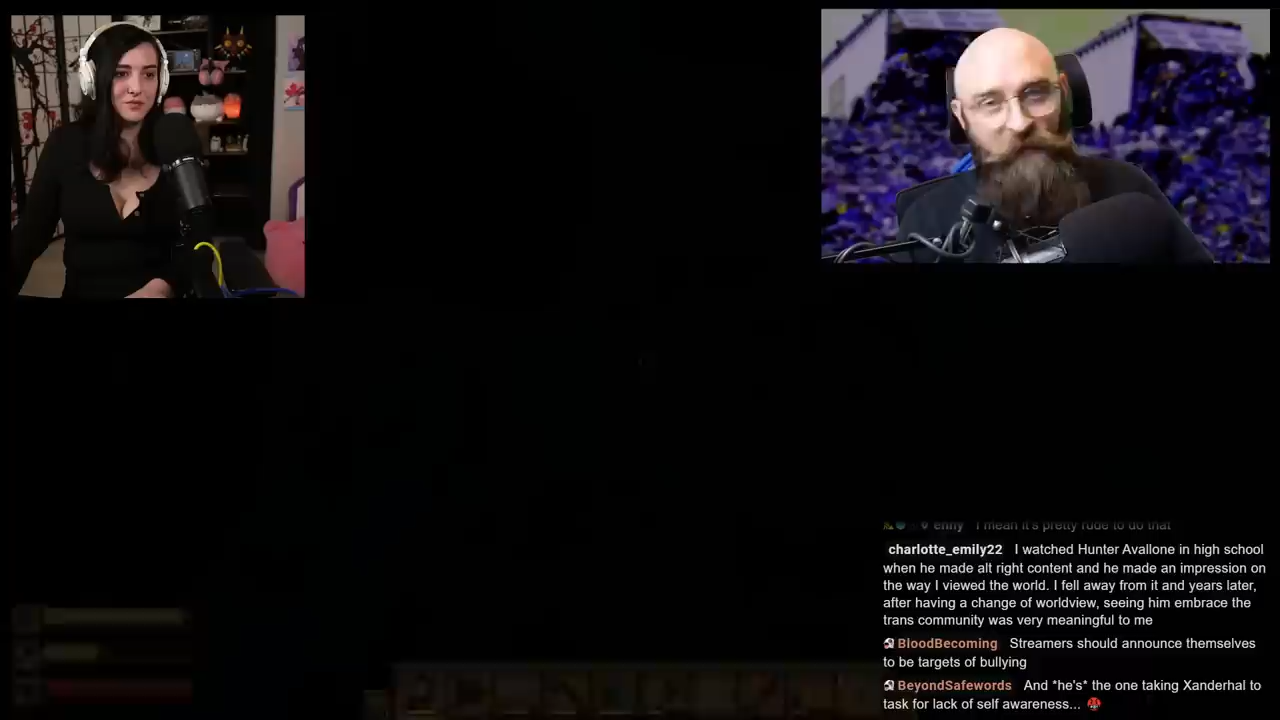 enny I mean it's pretty rude to do that
charlotte_emily22 I watched Hunter Avallone in high school
when he made alt right content and he made an impression on
the way I viewed the world. I fell away from it and years later,
after having a change of worldview, seeing him embrace the
trans community was very meaningful to me
BloodBecoming Streamers should announce themselves
to be targets of bullying
BeyondSafewords And *he's* the one taking Xanderhal to
task for lack of self awareness...